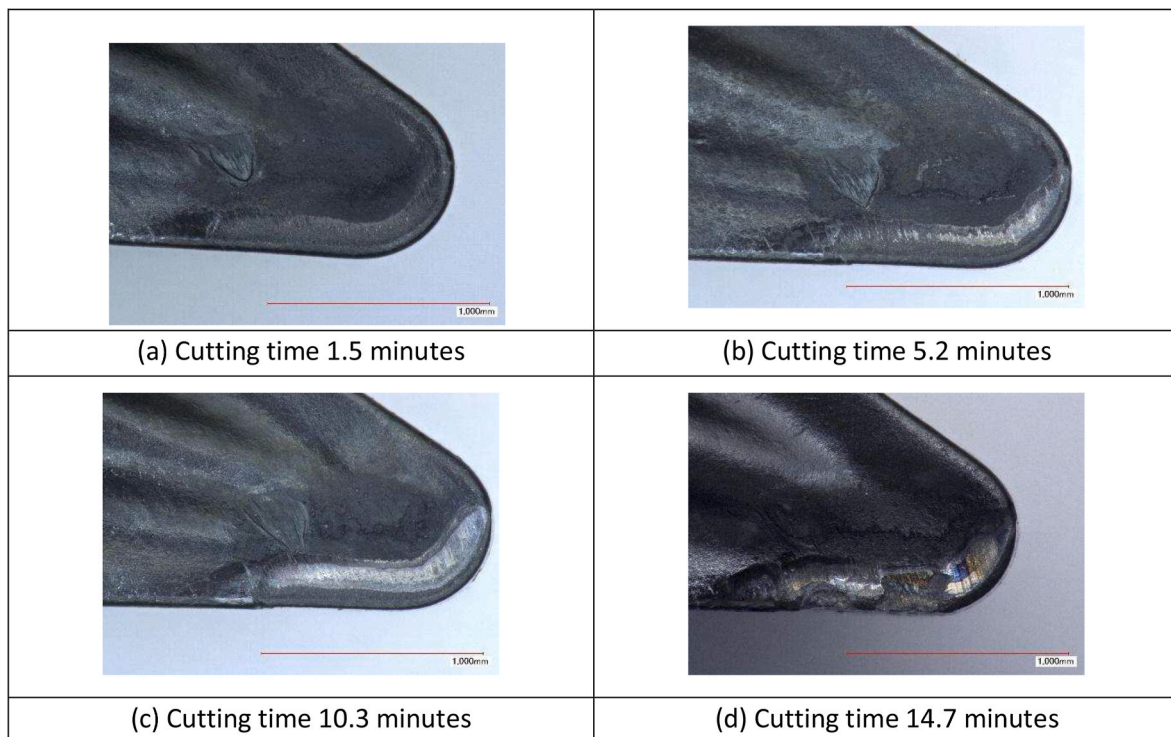 1,000mm
1,000mm
(a) Cutting time 1.5 minutes
(b) Cutting time 5.2 minutes
1,000mm
1,000mm
(c) Cutting time 10.3 minutes
(d) Cutting time 14.7 minutes